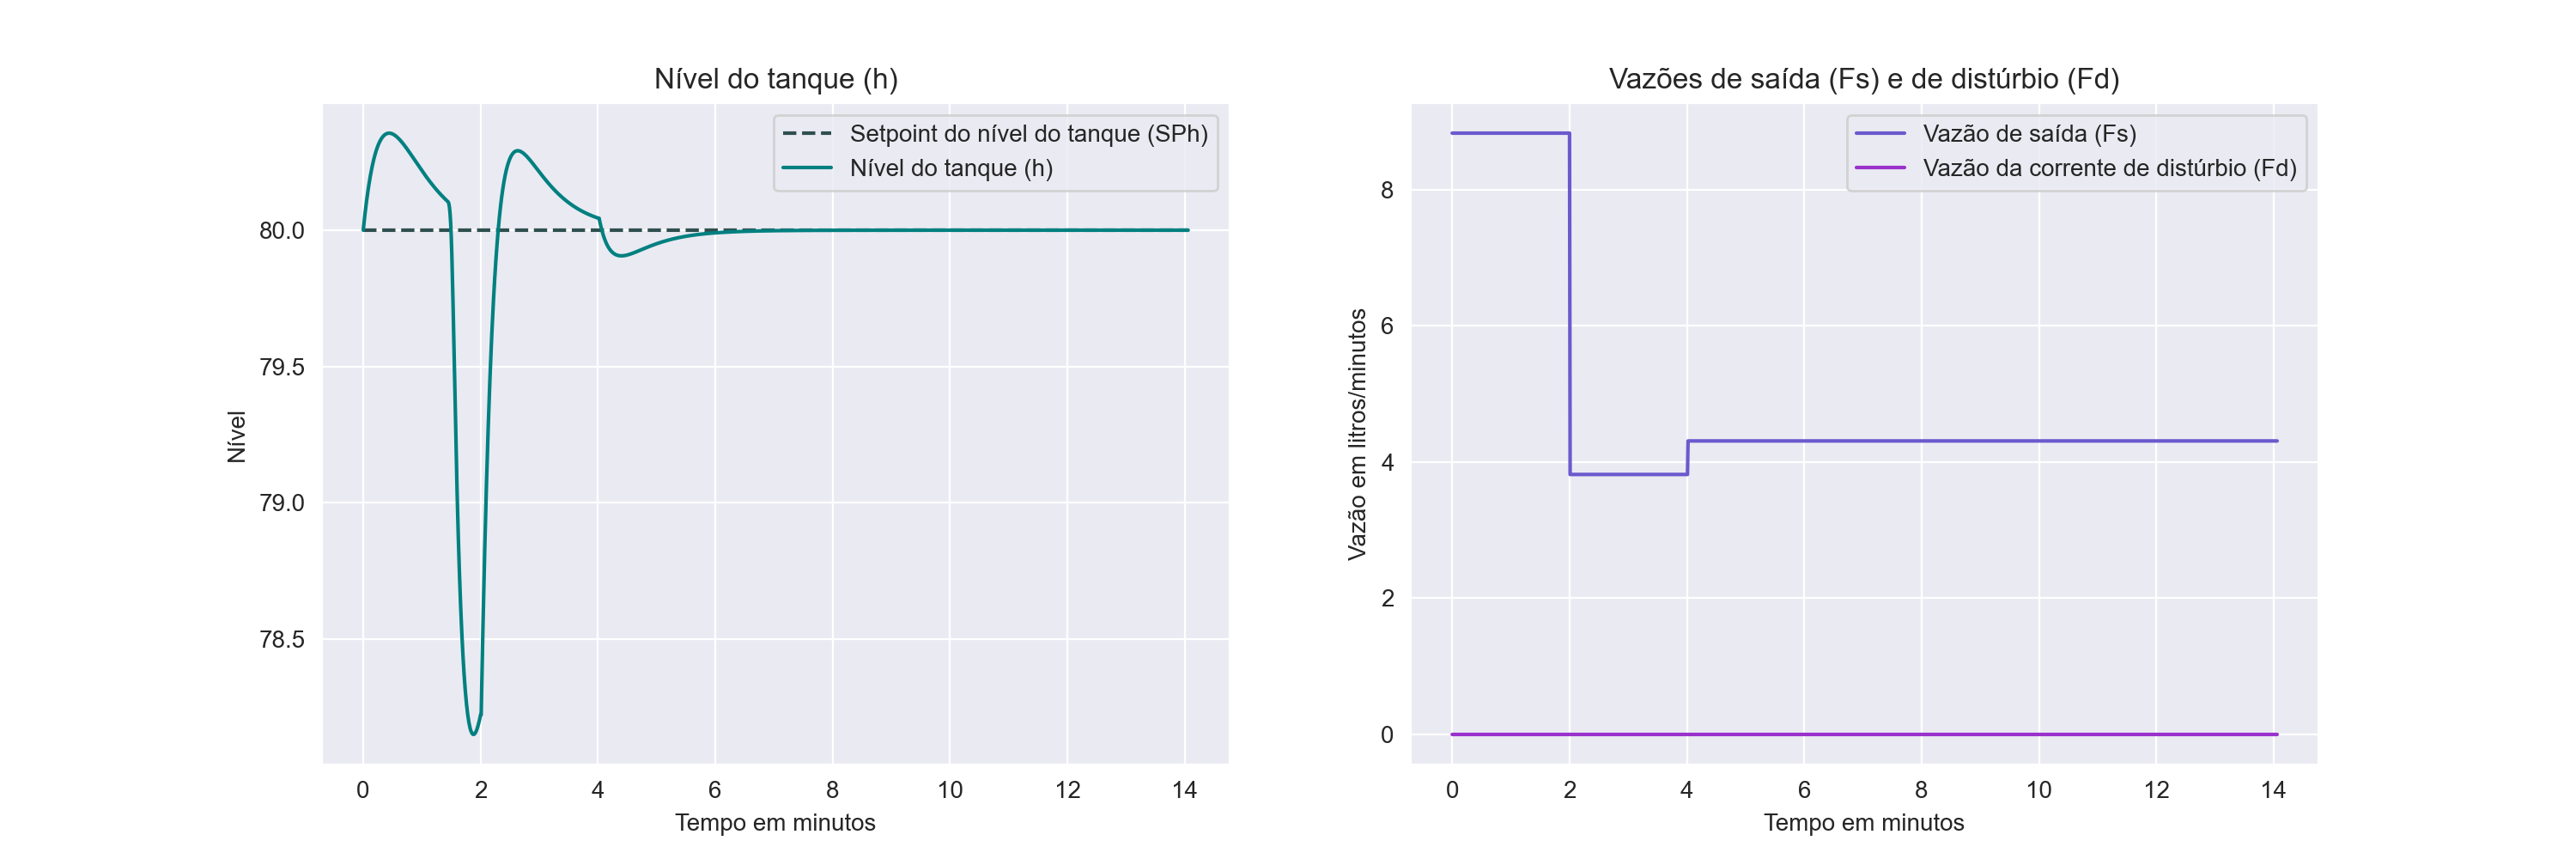 Nível do tanque (h)
Setpoint do nível do tanque (SPh)
Nível do tanque (h)
80.0
79.5
79.0
78.5
Nível
0 2 4 6 8 10 12 14
Tempo em minutos
Vazões de saída (Fs) e de distúrbio (Fd)
Vazão de saída (Fs)
Vazão da corrente de distúrbio (Fd)
8
6
4
2
0
Vazão em litros/minutos
0 2 4 6 8 10 12 14
Tempo em minutos